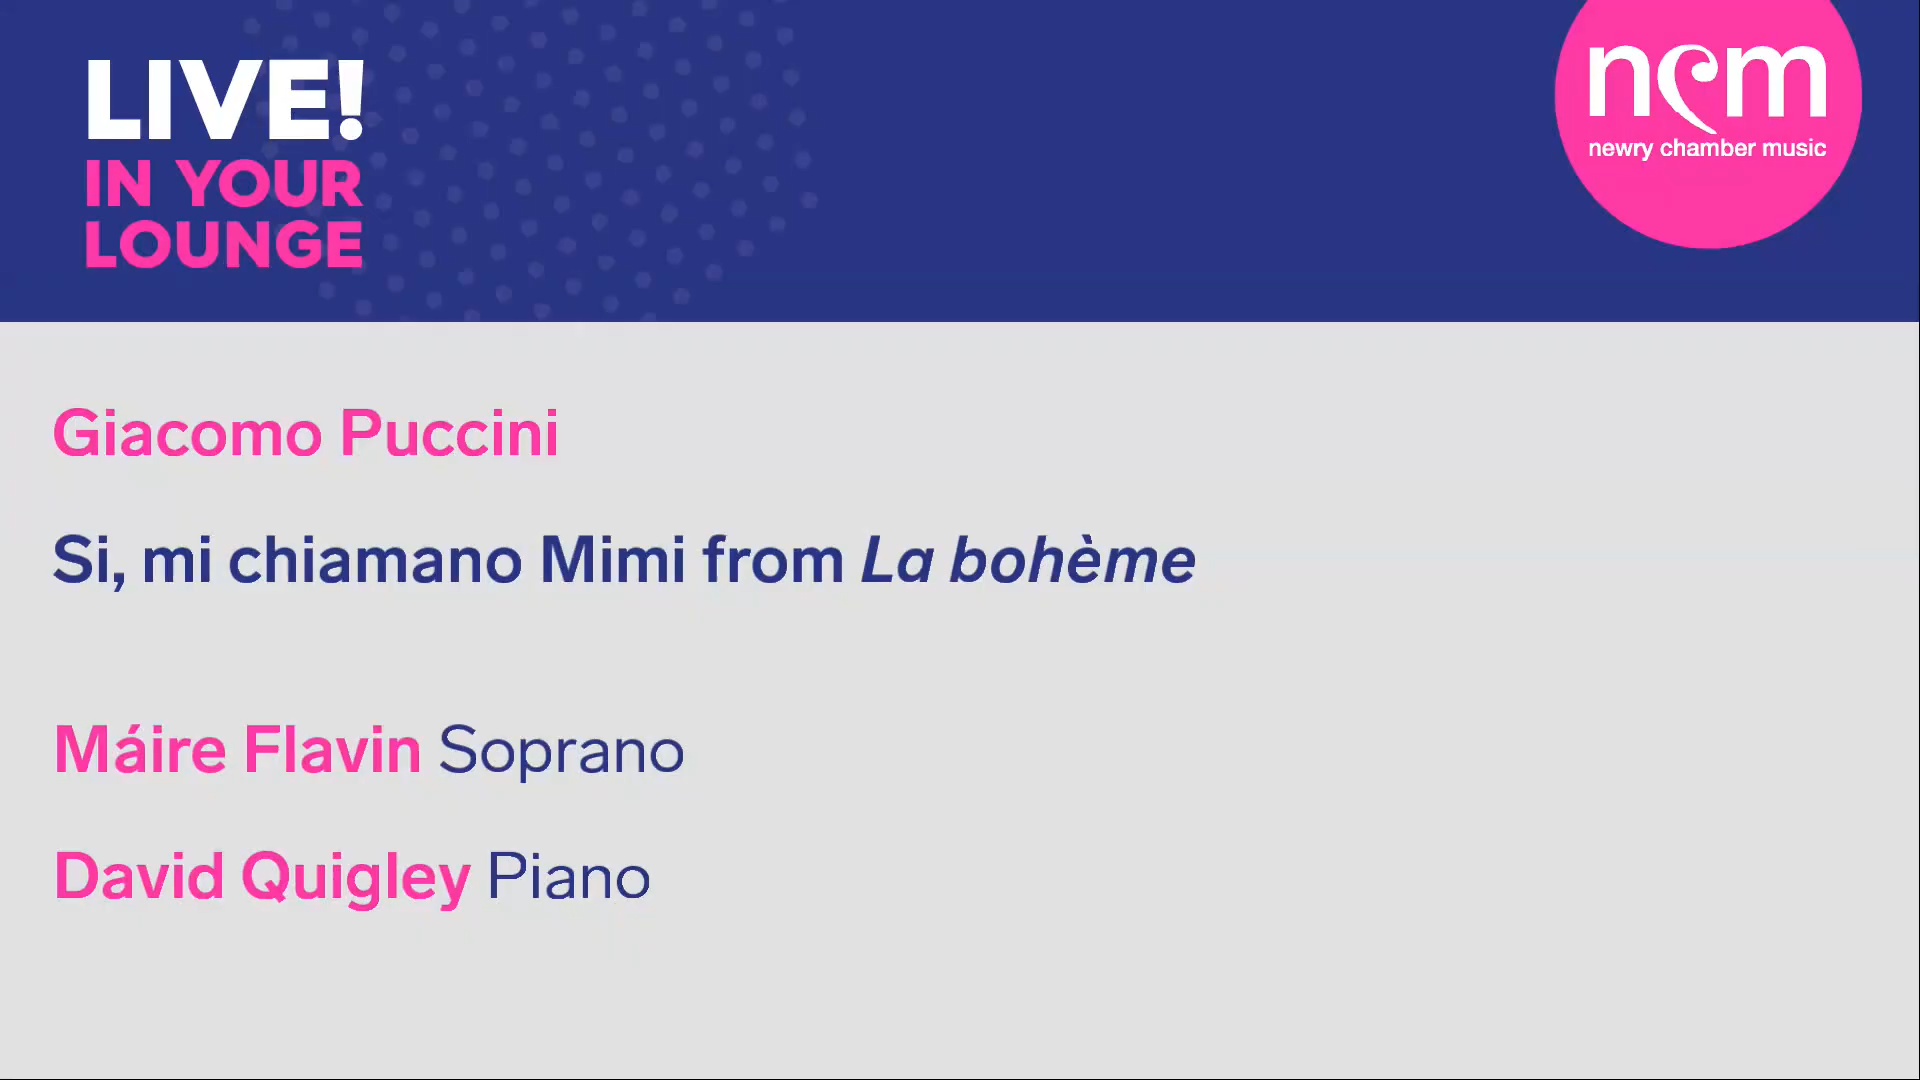 LIVE!
IN YOUR
LOUNGE
ncm
newry chamber music
Giacomo Puccini
Si, mi chiamano Mimi from La bohème
Máire Flavin Soprano
David Quigley Piano